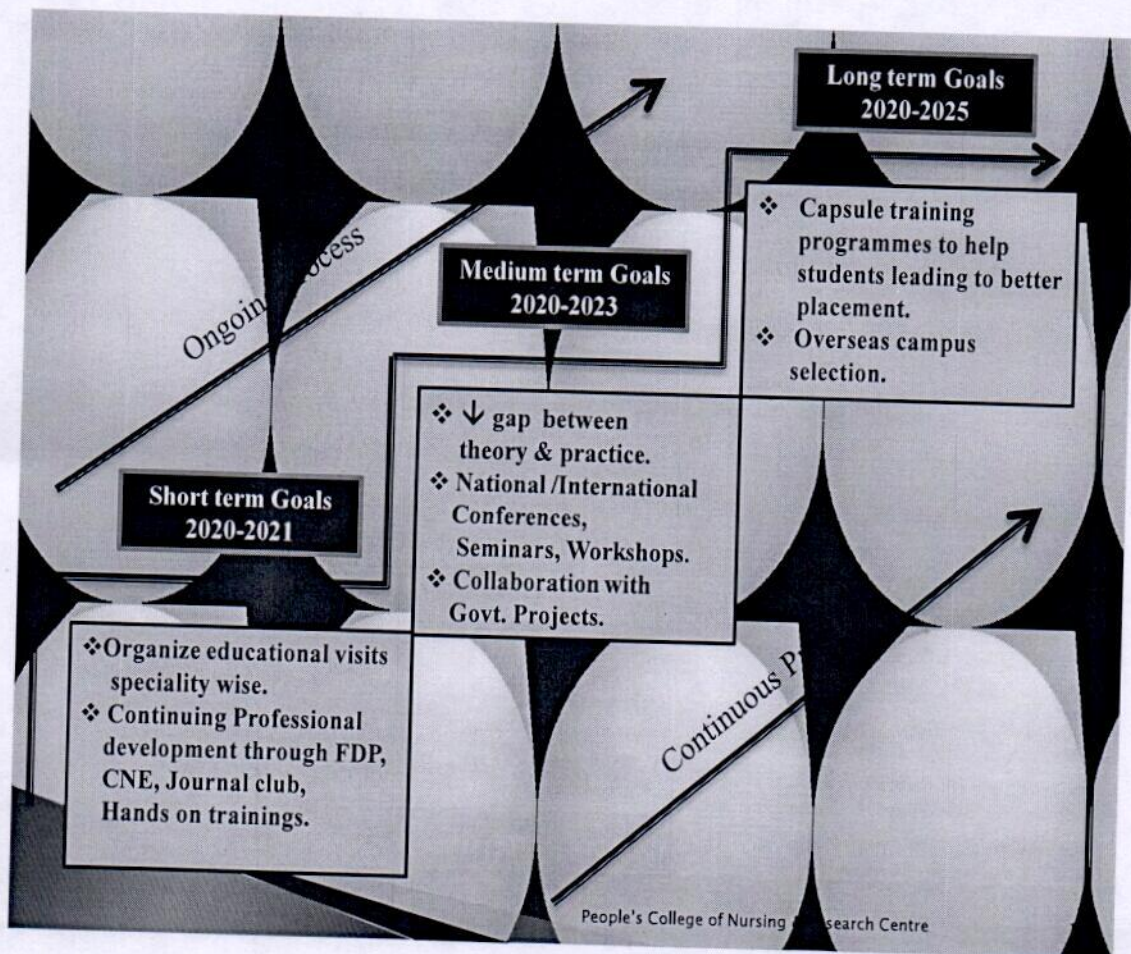 Long term Goals
2020-2025
❖ Capsule training
programmes to help
students leading to better
placement.
❖ Overseas campus
selection.
Ongoin ocess
Medium term Goals
2020-2023
❖ ↓ gap between
theory & practice.
❖ National /International
Conferences,
Seminars, Workshops.
❖ Collaboration with
Govt. Projects.
Short term Goals
2020-2021
❖Organize educational visits
speciality wise.
❖ Continuing Professional
development through FDP,
CNE, Journal club,
Hands on trainings.
Continuous P
People's College of Nursing search Centre